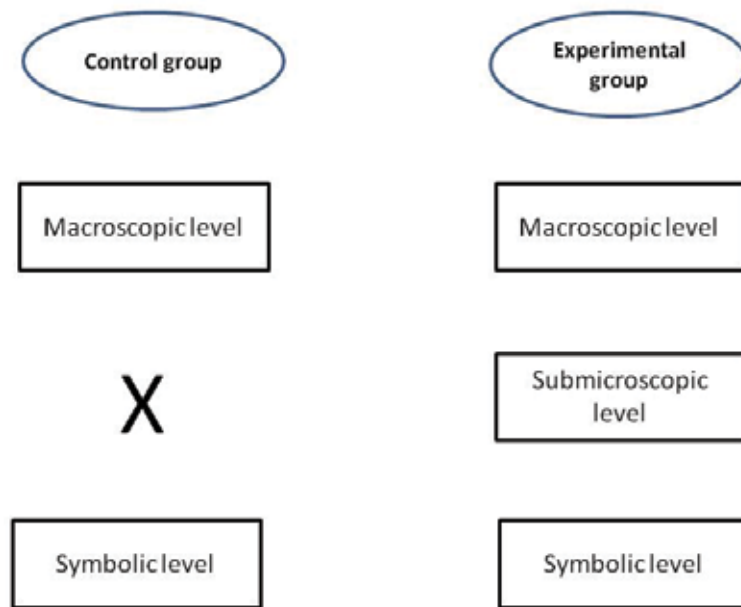 Control group
Experimental
group
Macroscopic level
Macroscopic level
X
Submicroscopic
level
Symbolic level
Symbolic level